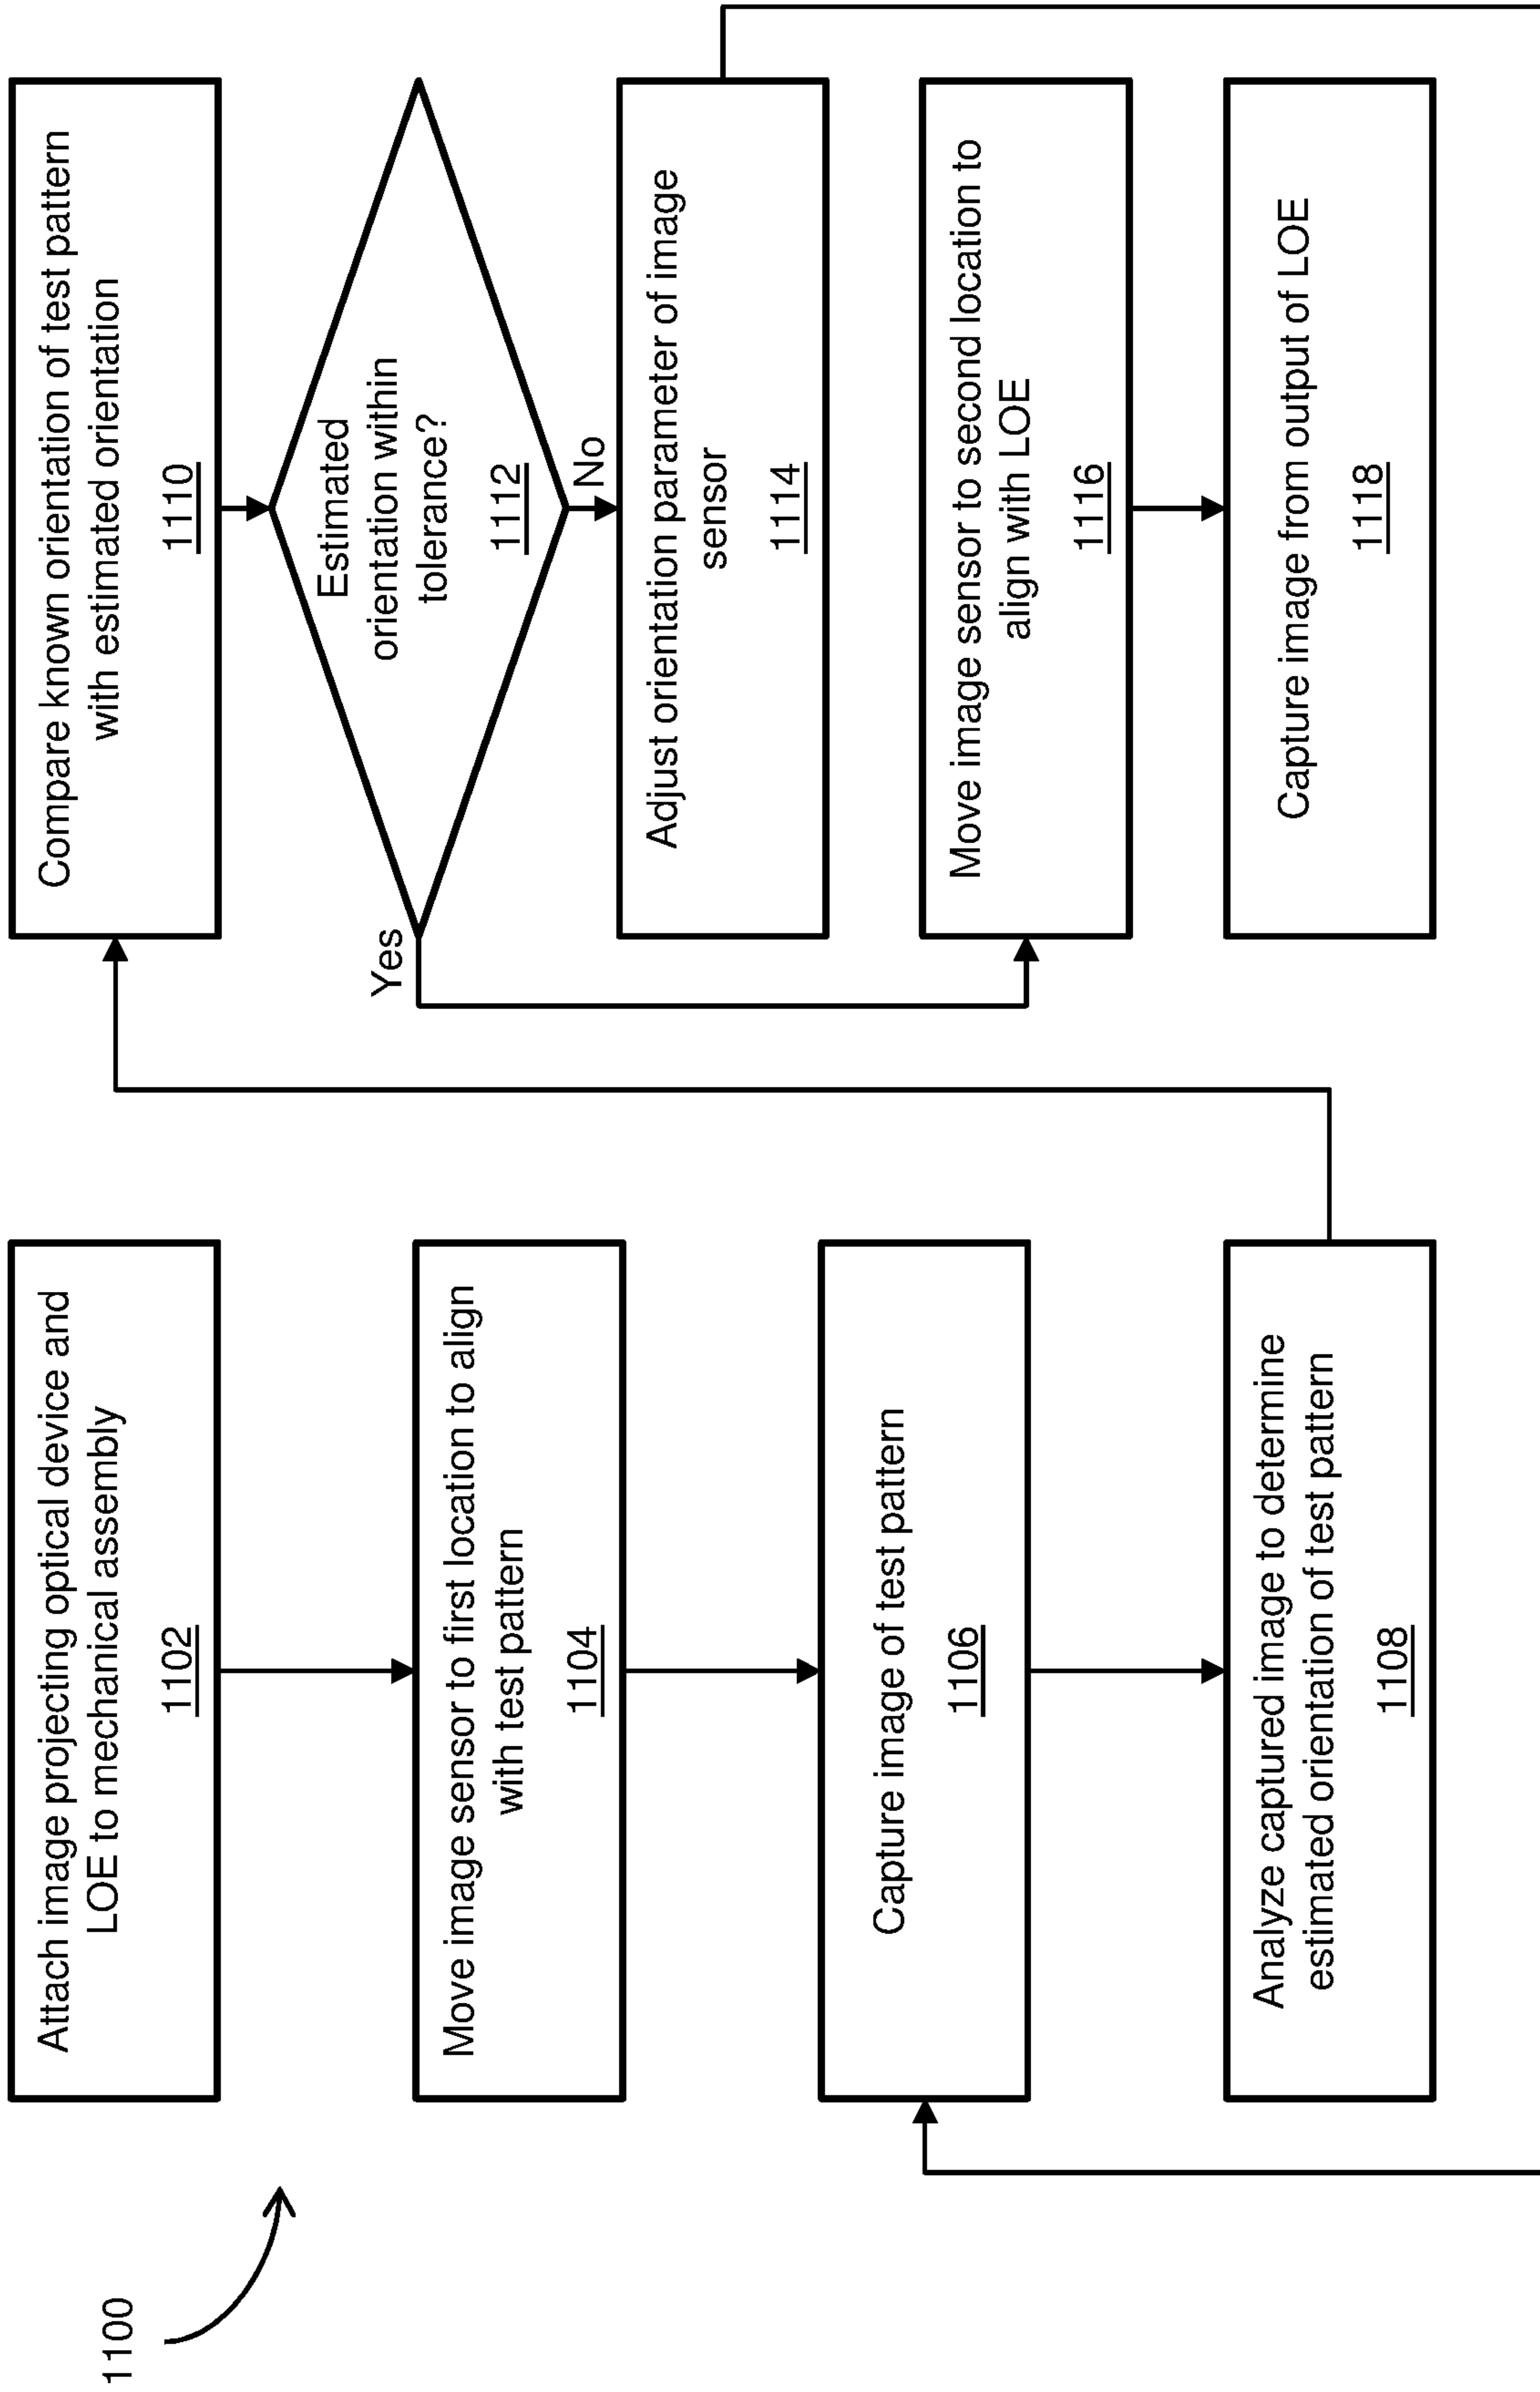 1100
Attach image projecting optical device and
LOE to mechanical assembly
1102
Move image sensor to first location to align
with test pattern
1104
Capture image of test pattern
1106
Analyze captured image to determine
estimated orientation of test pattern
1108
Compare known orientation of test pattern
with estimated orientation
1110
Estimated
orientation within
tolerance?
1112
Yes
No
Adjust orientation parameter of image
sensor
1114
Move image sensor to second location to
align with LOE
1116
Capture image from output of LOE
1118